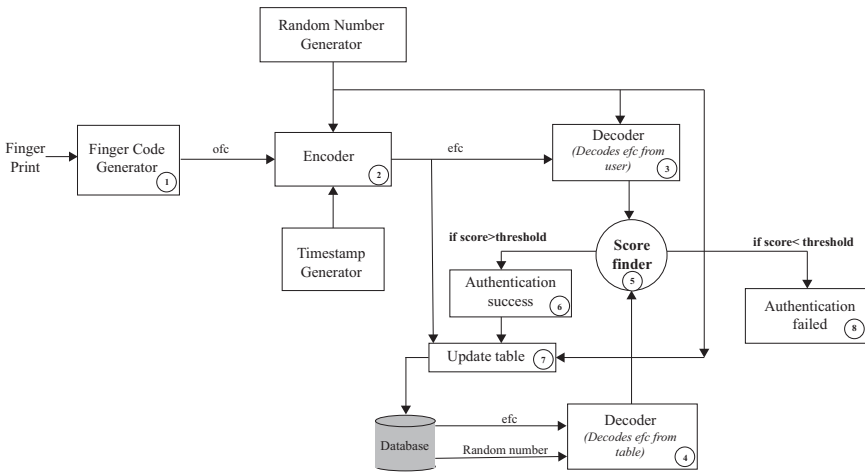 Random Number
Generator
Finger
Print
Finger Code
Generator
1
ofc
Encoder
2
efc
Decoder
(Decodes efc from
user)
3
Timestamp
Generator
if score>threshold
Score
finder
5
if score< threshold
Authentication
success
6
Authentication
failed
8
Update table
7
Database
efc
Random number
Decoder
(Decodes efc from
table)
4